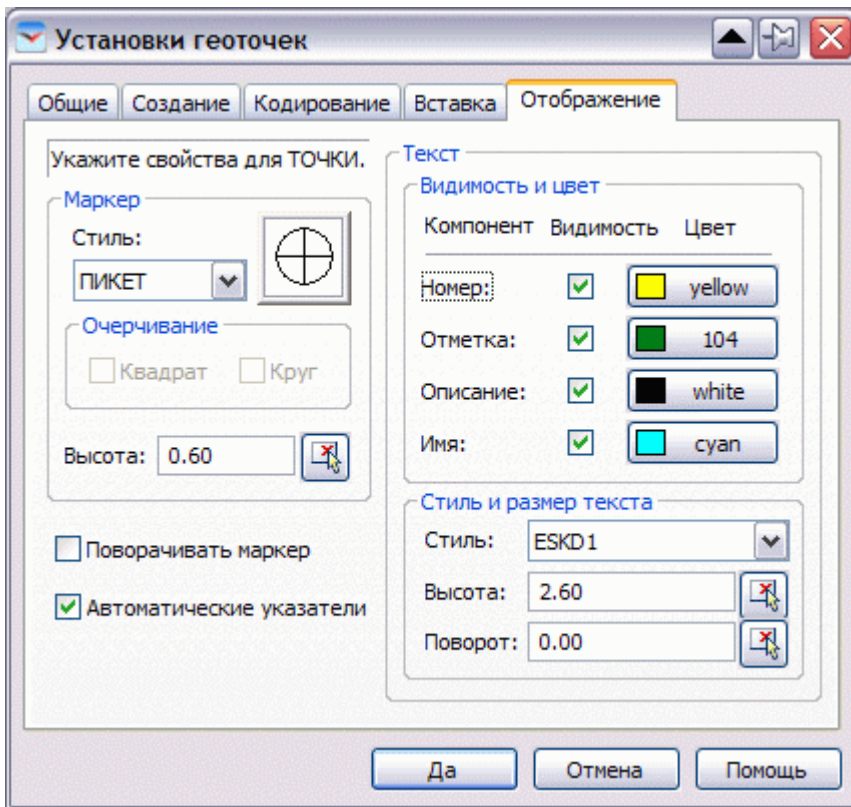 Установки геоточек
Общие Создание Кодирование Вставка Отображение
Укажите свойства для ТОЧКИ.
Маркер
Стиль:
ПИКЕТ
Очерчивание
Квадрат Круг
Высота: 0.60
Поворачивать маркер
Автоматические указатели
Текст
Видимость и цвет
Компонент Видимость Цвет
Номер: yellow
Отметка: 104
Описание: white
Имя: cyan
Стиль и размер текста
Стиль: ESKD1
Высота: 2.60
Поворот: 0.00
Да Отмена Помощь